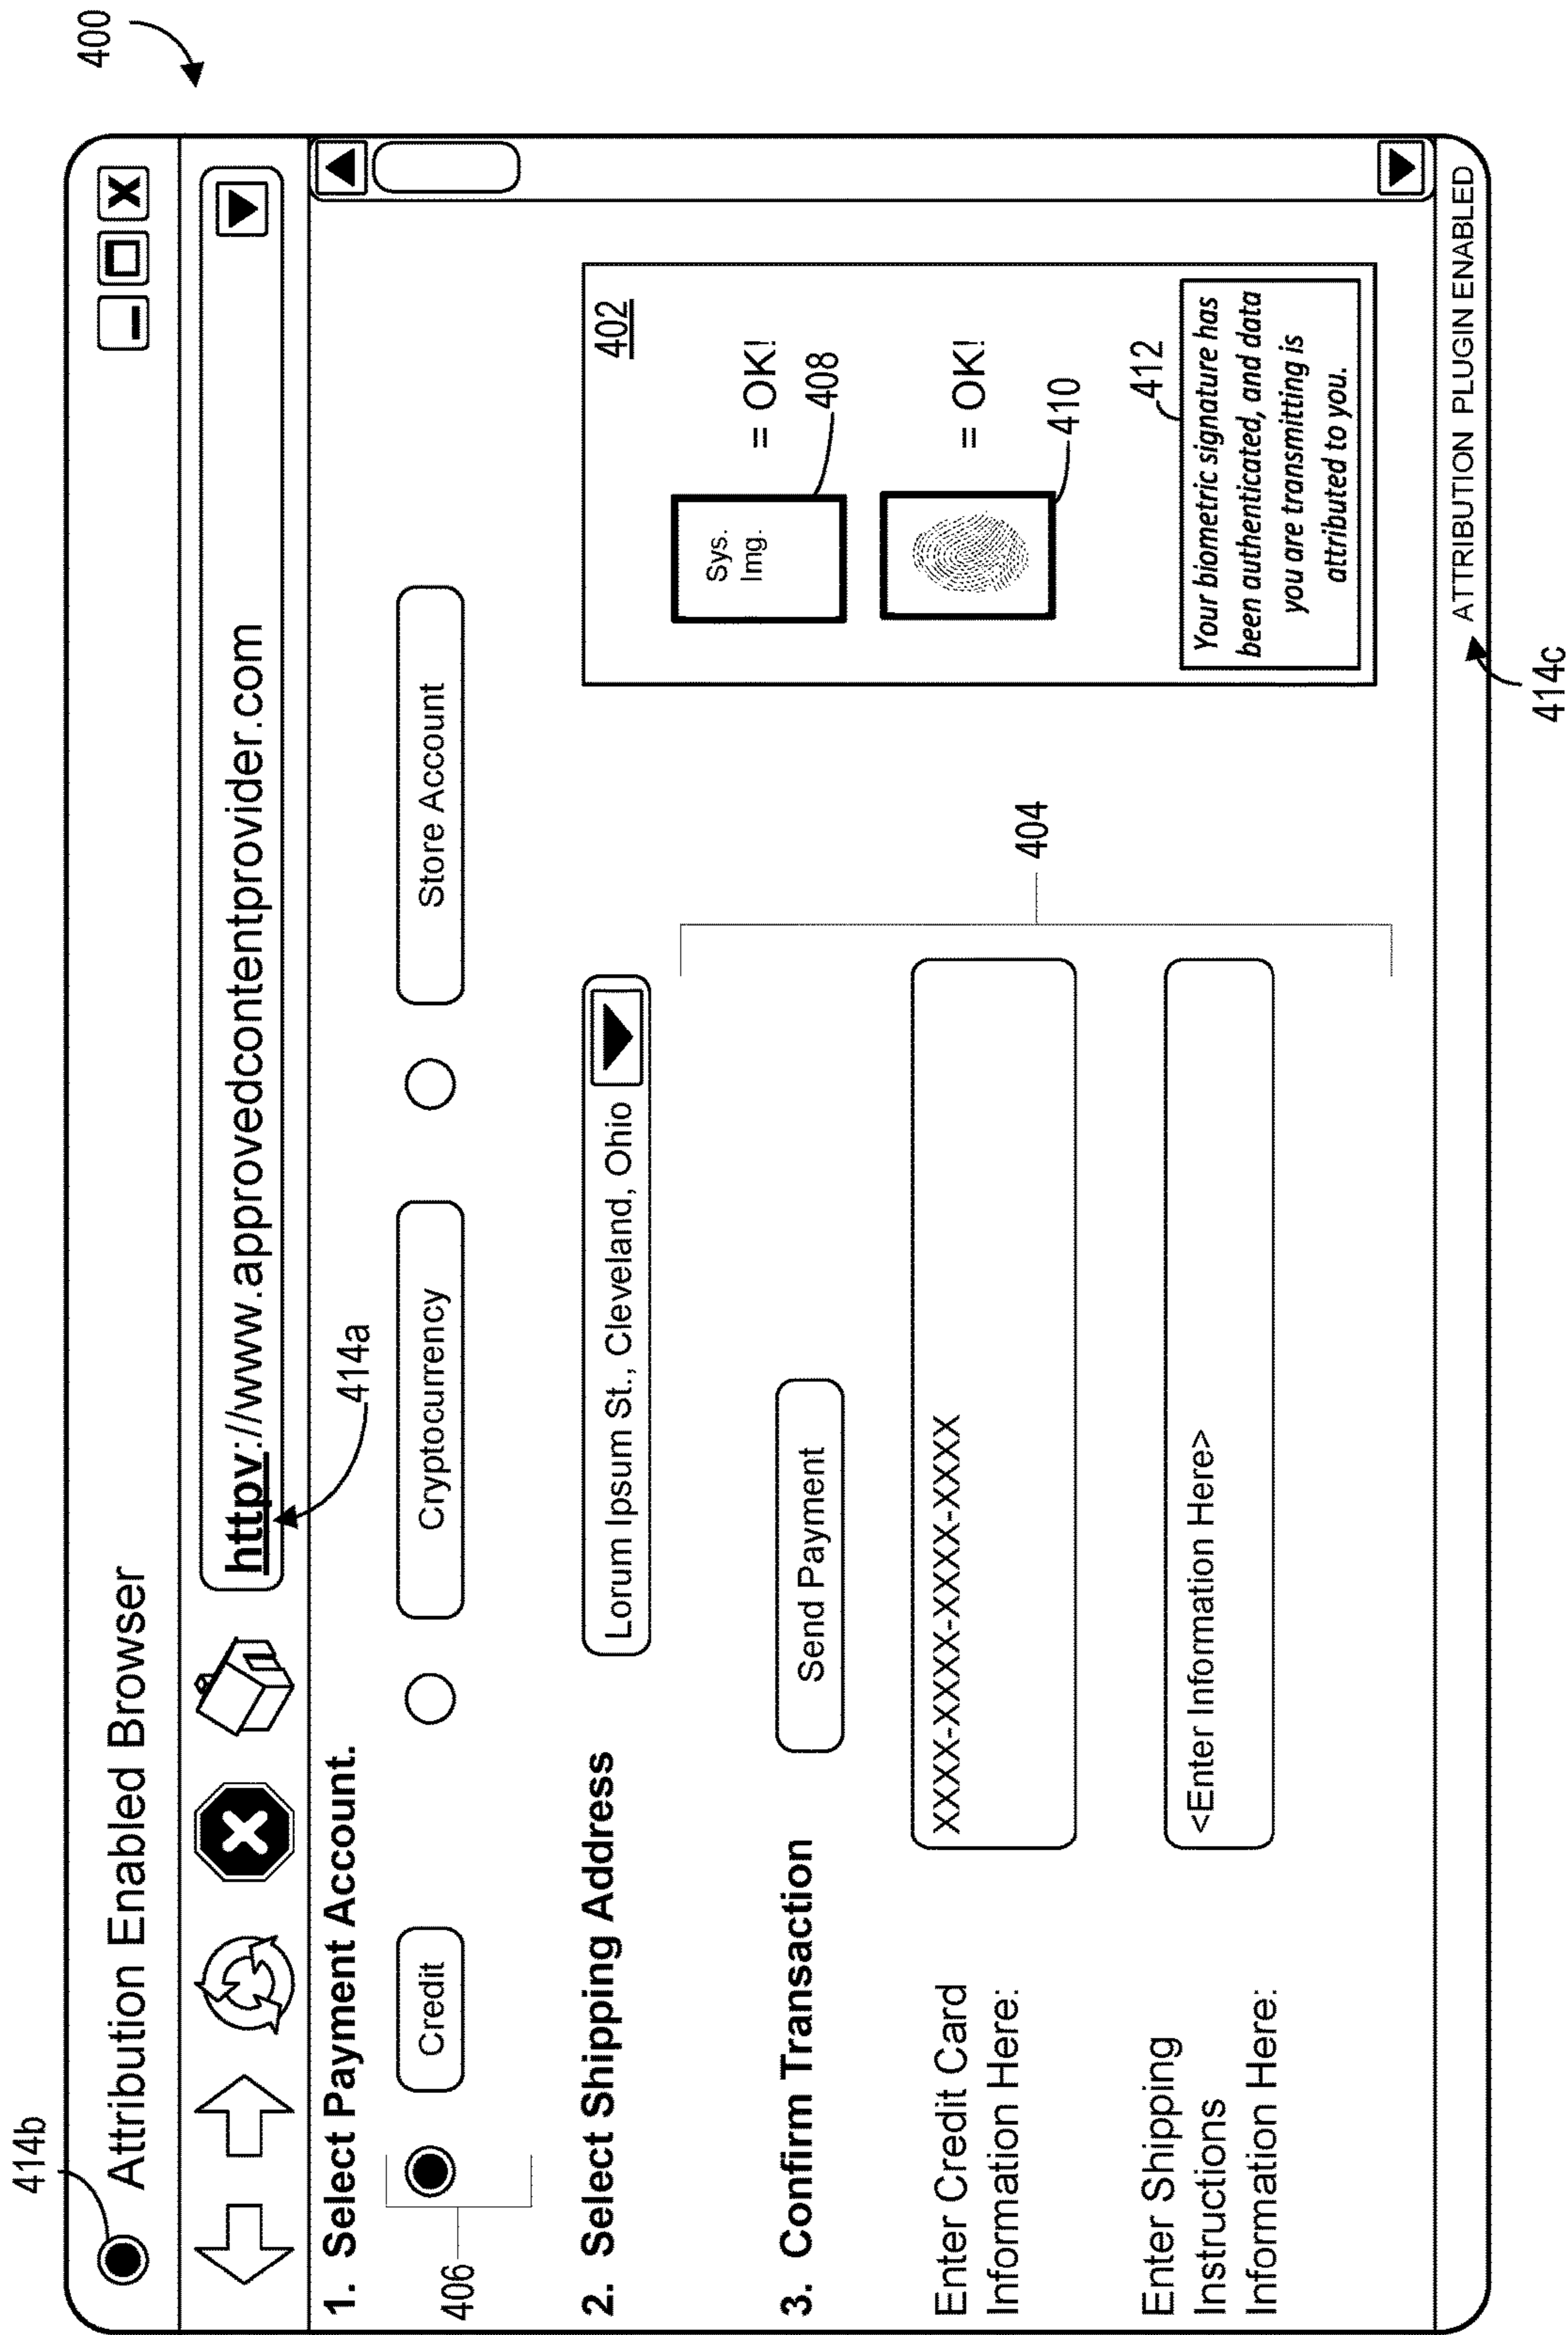 400
414b
Attribution Enabled Browser
httpv://www.approvedcontentprovider.com
414a
1. Select Payment Account.
406
Credit
Cryptocurrency
Store Account
2. Select Shipping Address
Lorum Ipsum St., Cleveland, Ohio
3. Confirm Transaction
Send Payment
Enter Credit Card
Information Here:
XXXX-XXXX-XXXX-XXXX
Enter Shipping
Instructions
Information Here:
<Enter Information Here>
404
402
Sys.
Img.
= OK!
408
= OK!
410
412
Your biometric signature has
been authenticated, and data
you are transmitting is
attributed to you.
ATTRIBUTION PLUGIN ENABLED
414c